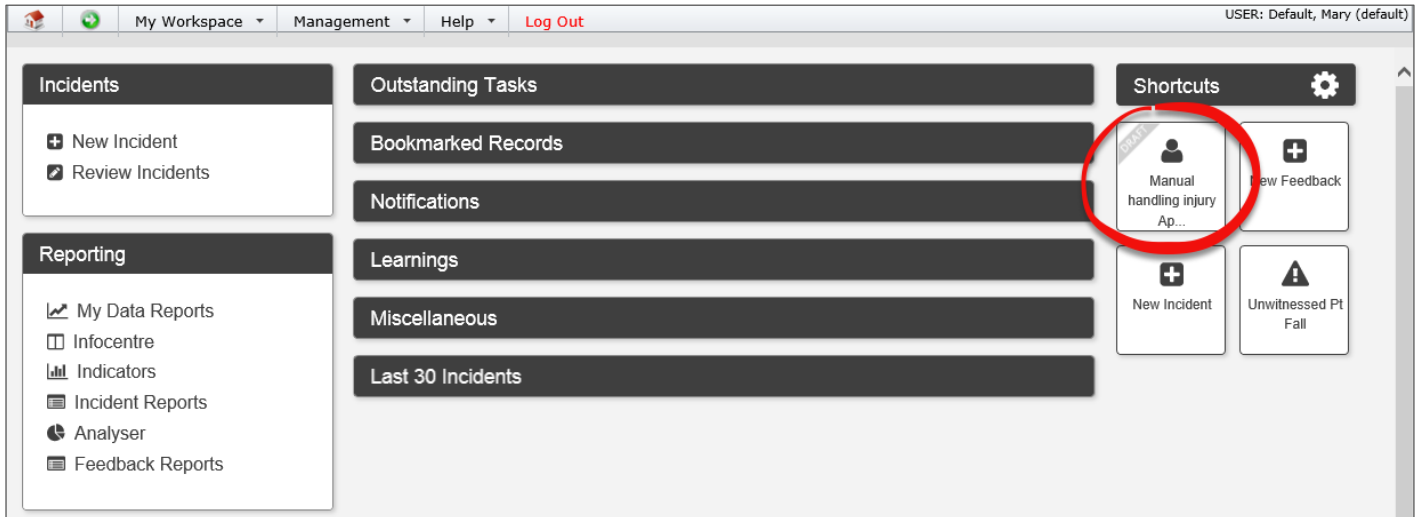 My Workspace Management Help Log Out
USER: Default, Mary (default)
Incidents
New Incident
Review Incidents
Reporting
My Data Reports
Infocentre
Indicators
Incident Reports
Analyser
Feedback Reports
Outstanding Tasks
Bookmarked Records
Notifications
Learnings
Miscellaneous
Last 30 Incidents
Shortcuts
DRAFT
Manual
handling injury
Ap...
New Feedback
New Incident
Unwitnessed Pt
Fall